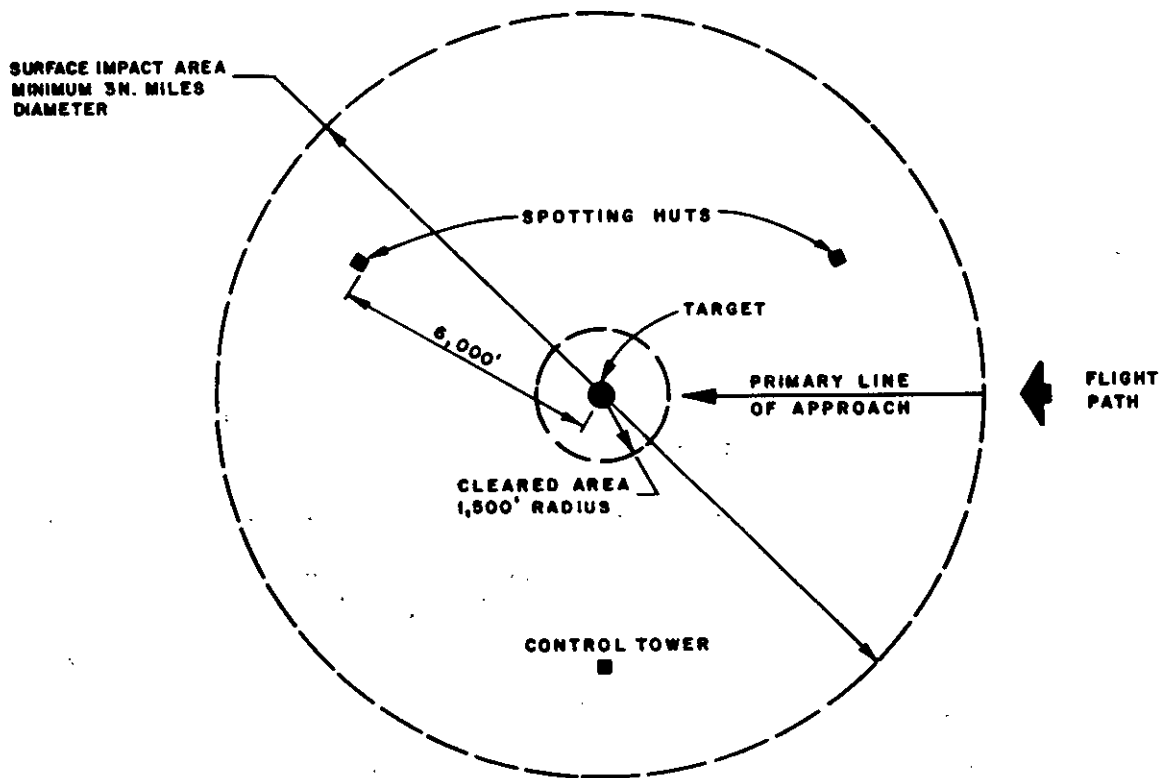 SURFACE IMPACT AREA
MINIMUM 3N. MILES
DIAMETER
SPOTTING HUTS
TARGET
6,000'
PRIMARY LINE
OF APPROACH
FLIGHT
PATH
CLEARED AREA
1,500' RADIUS
CONTROL TOWER